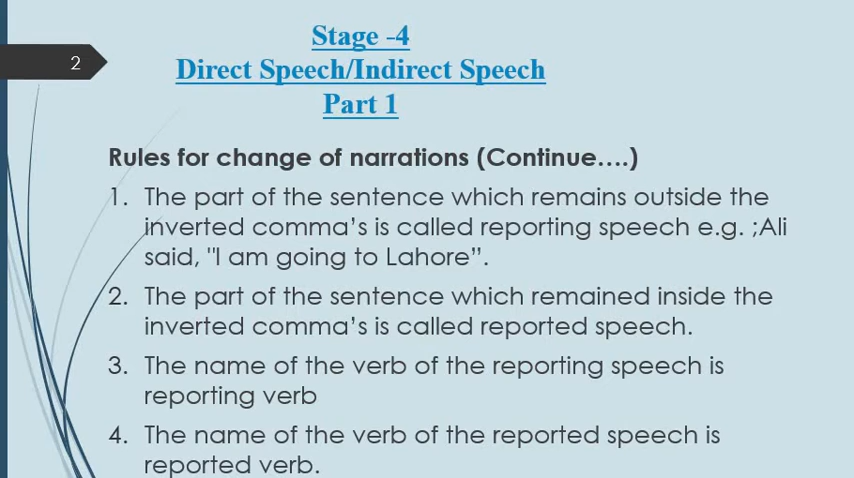 2
Stage -4
Direct Speech/Indirect Speech
Part 1
Rules for change of narrations (Continue....)
1. The part of the sentence which remains outside the
inverted comma's is called reporting speech e.g. ;Ali
said, "I am going to Lahore”.
2. The part of the sentence which remained inside the
inverted comma's is called reported speech.
3. The name of the verb of the reporting speech is
reporting verb
4. The name of the verb of the reported speech is
reported verb.